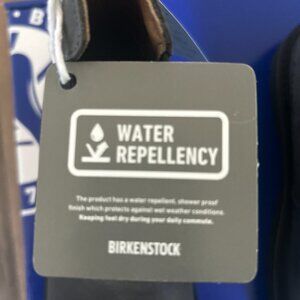 WATER
REPELLENCY
The product has a water repellent, shower proof
finish which protects against wet weather conditions.
Keeping feet dry during your daily commute.
BIRKENSTOCK